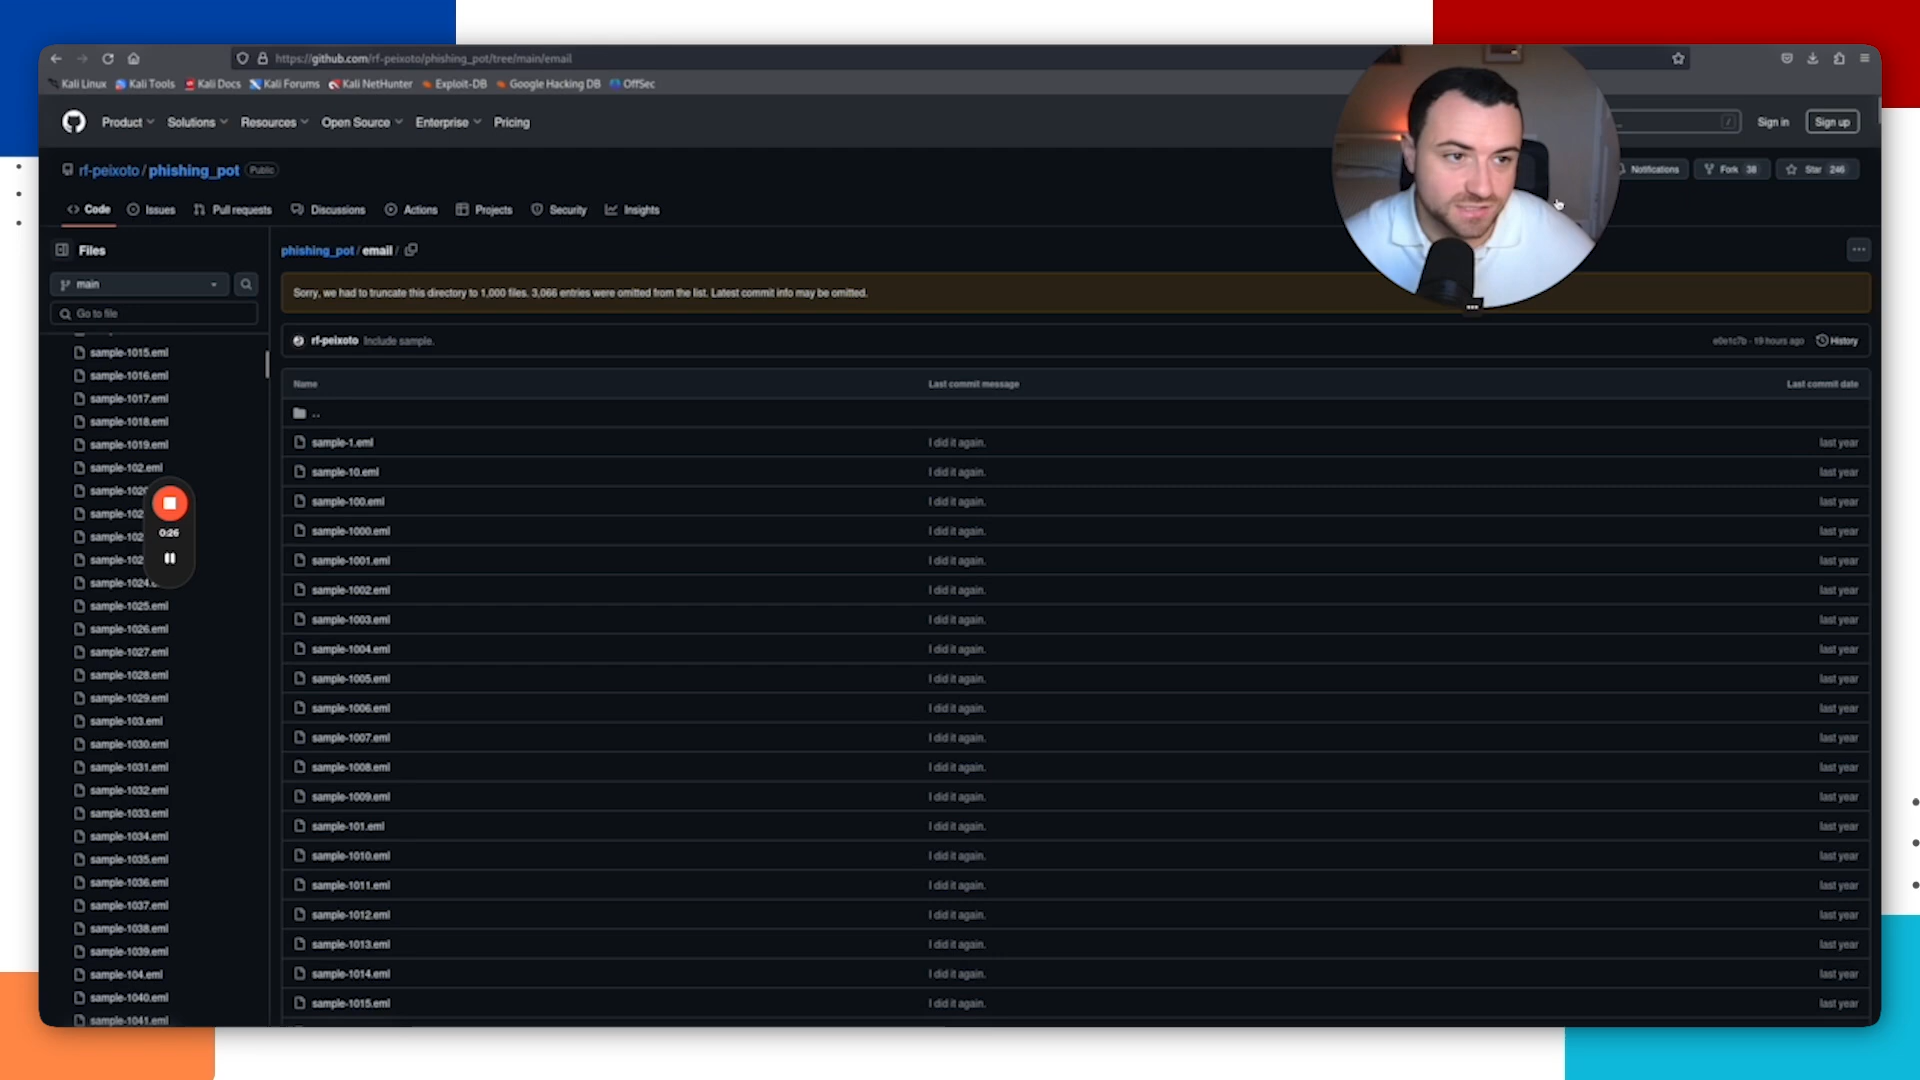 https://github.com/rf-peixoto/phishing_pot/tree/main/email
Kali Linux Kali Tools Kali Docs Kali Forums Kali NetHunter Exploit-DB Google Hacking DB OffSec
Product Solutions Resources Open Source Enterprise Pricing / Sign in Sign up
rf-peixoto / phishing_pot Public Notifications Fork 38 Star 246
Code Issues Pull requests Discussions Actions Projects Security Insights
Files
main
Go to file
sample-1015.eml
sample-1016.eml
sample-1017.eml
sample-1018.eml
sample-1019.eml
sample-102.eml
sample-1020
sample-102
sample-102
sample-102
sample-1024.e
sample-1025.eml
sample-1026.eml
sample-1027.eml
sample-1028.eml
sample-1029.eml
sample-103.eml
sample-1030.eml
sample-1031.eml
sample-1032.eml
sample-1033.eml
sample-1034.eml
sample-1035.eml
sample-1036.eml
sample-1037.eml
sample-1038.eml
sample-1039.eml
sample-104.eml
sample-1040.eml
sample-1041.eml
0:26
phishing_pot / email /
Sorry, we had to truncate this directory to 1,000 files. 3,066 entries were omitted from the list. Latest commit info may be omitted.
rf-peixoto Include sample. e0e1c7b · 19 hours ago History
Name Last commit message Last commit date
..
sample-1.eml I did it again. last year
sample-10.eml I did it again. last year
sample-100.eml I did it again. last year
sample-1000.eml I did it again. last year
sample-1001.eml I did it again. last year
sample-1002.eml I did it again. last year
sample-1003.eml I did it again. last year
sample-1004.eml I did it again. last year
sample-1005.eml I did it again. last year
sample-1006.eml I did it again. last year
sample-1007.eml I did it again. last year
sample-1008.eml I did it again. last year
sample-1009.eml I did it again. last year
sample-101.eml I did it again. last year
sample-1010.eml I did it again. last year
sample-1011.eml I did it again. last year
sample-1012.eml I did it again. last year
sample-1013.eml I did it again. last year
sample-1014.eml I did it again. last year
sample-1015.eml I did it again. last year